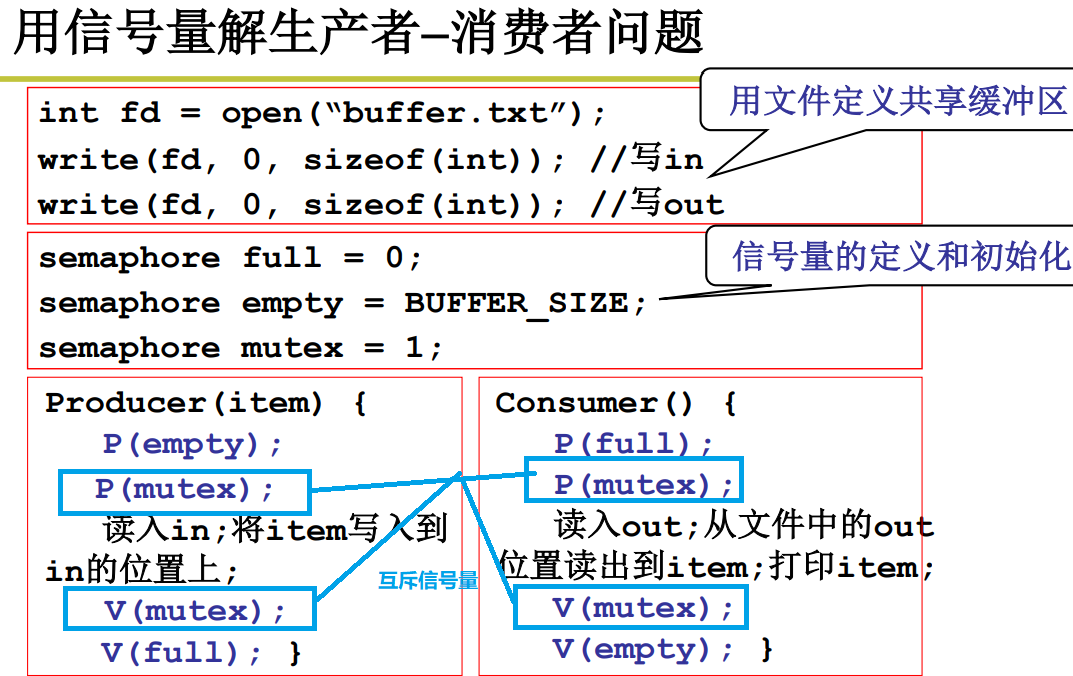 用信号量解生产者–消费者问题
int fd = open(“buffer.txt”);
用文件定义共享缓冲区
write(fd, 0, sizeof(int)); //写in
write(fd, 0, sizeof(int)); //写out
semaphore full = 0;
信号量的定义和初始化
semaphore empty = BUFFER_SIZE;
semaphore mutex = 1;
Producer(item) {
P(empty);
P(mutex);
读入in;将item写入到
in的位置上;
V(mutex);
V(full); }
互斥信号量
Consumer() {
P(full);
P(mutex);
读入out;从文件中的out
位置读出到item;打印item;
V(mutex);
V(empty); }